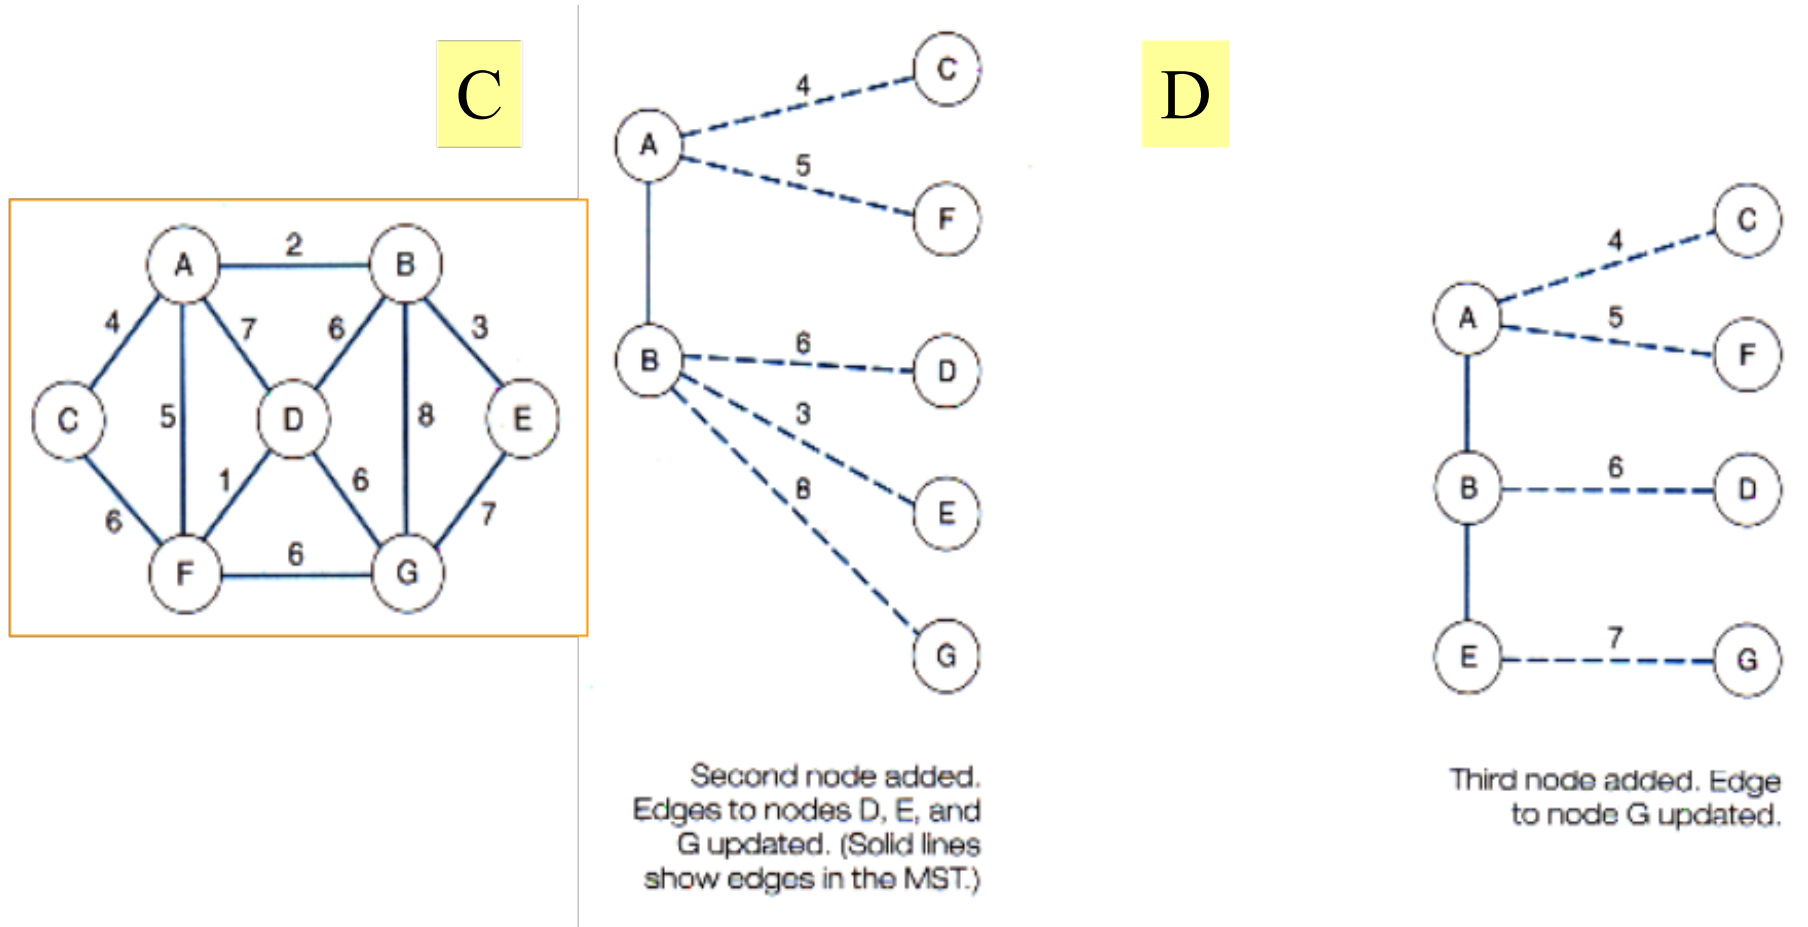 C
D
A 2 B
4 7 6 3
C 5 D 8 E
6 1 6 7
F 6 G
4 C
A
5
F
B 6 D
3
E
8
G
Second node added.
Edges to nodes D, E, and
G updated. (Solid lines
show edges in the MST.)
4 C
A
5 F
B 6 D
E 7 G
Third node added. Edge
to node G updated.